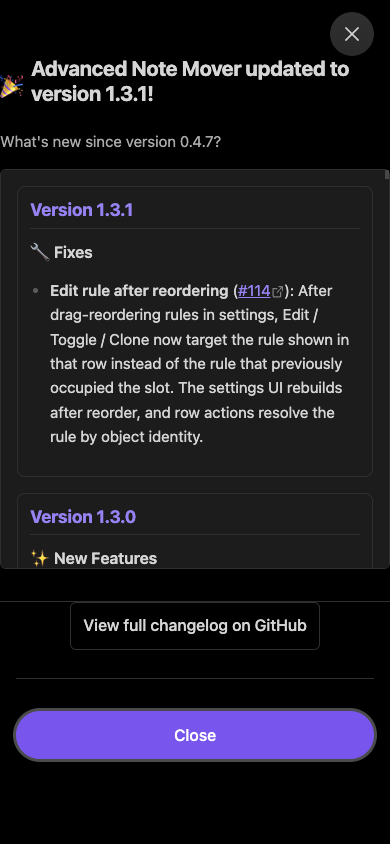 🎉 Advanced Note Mover updated to
version 1.3.1!
What's new since version 0.4.7?
Version 1.3.1
🔧 Fixes
• Edit rule after reordering (#114): After
drag-reordering rules in settings, Edit /
Toggle / Clone now target the rule shown in
that row instead of the rule that previously
occupied the slot. The settings UI rebuilds
after reorder, and row actions resolve the
rule by object identity.
Version 1.3.0
✨ New Features
View full changelog on GitHub
Close